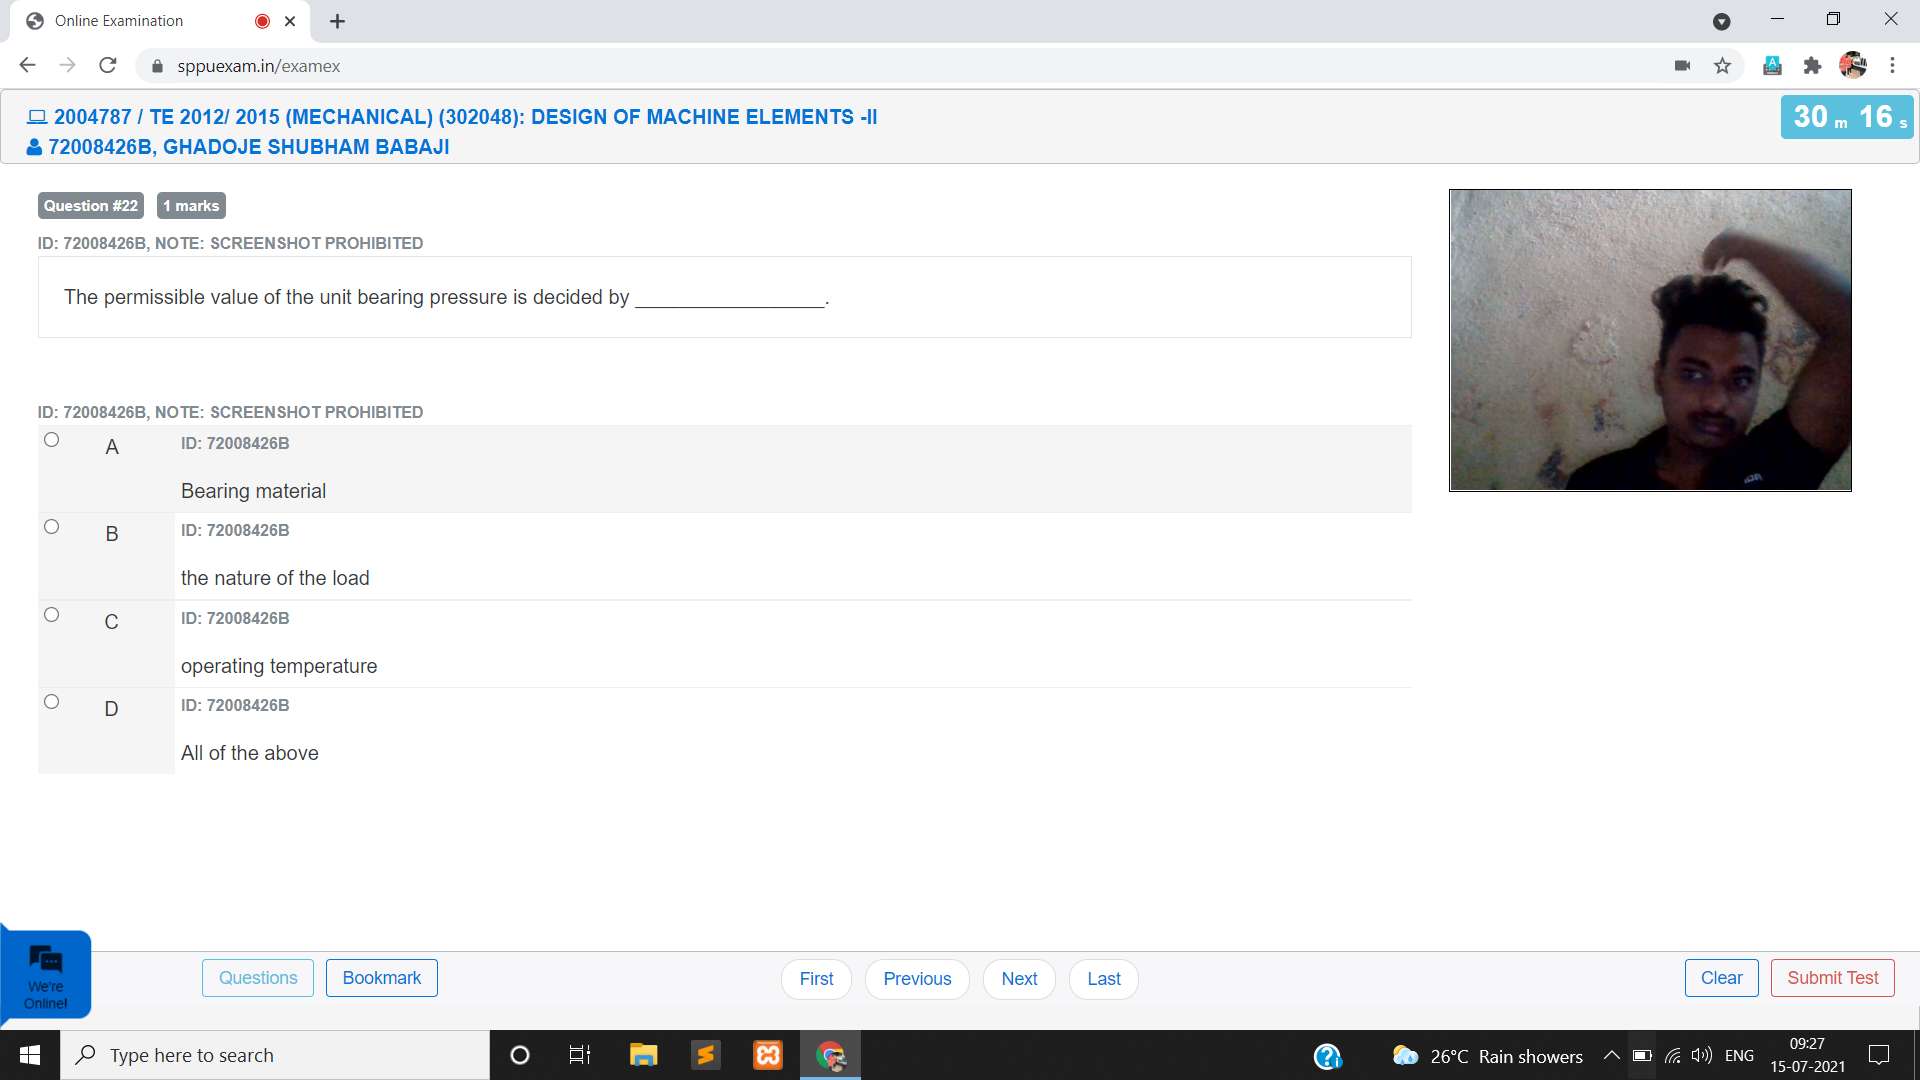 Online Examination
sppuexam.in/examex
2004787 / TE 2012/ 2015 (MECHANICAL) (302048): DESIGN OF MACHINE ELEMENTS -II
72008426B, GHADOJE SHUBHAM BABAJI
30 m 16 s
Question #22 1 marks
ID: 72008426B, NOTE: SCREENSHOT PROHIBITED
The permissible value of the unit bearing pressure is decided by _________________.
ID: 72008426B, NOTE: SCREENSHOT PROHIBITED
A ID: 72008426B
Bearing material
B ID: 72008426B
the nature of the load
C ID: 72008426B
operating temperature
D ID: 72008426B
All of the above
We're
Online!
Questions Bookmark First Previous Next Last Clear Submit Test
Type here to search
26°C Rain showers
ENG
09:27
15-07-2021